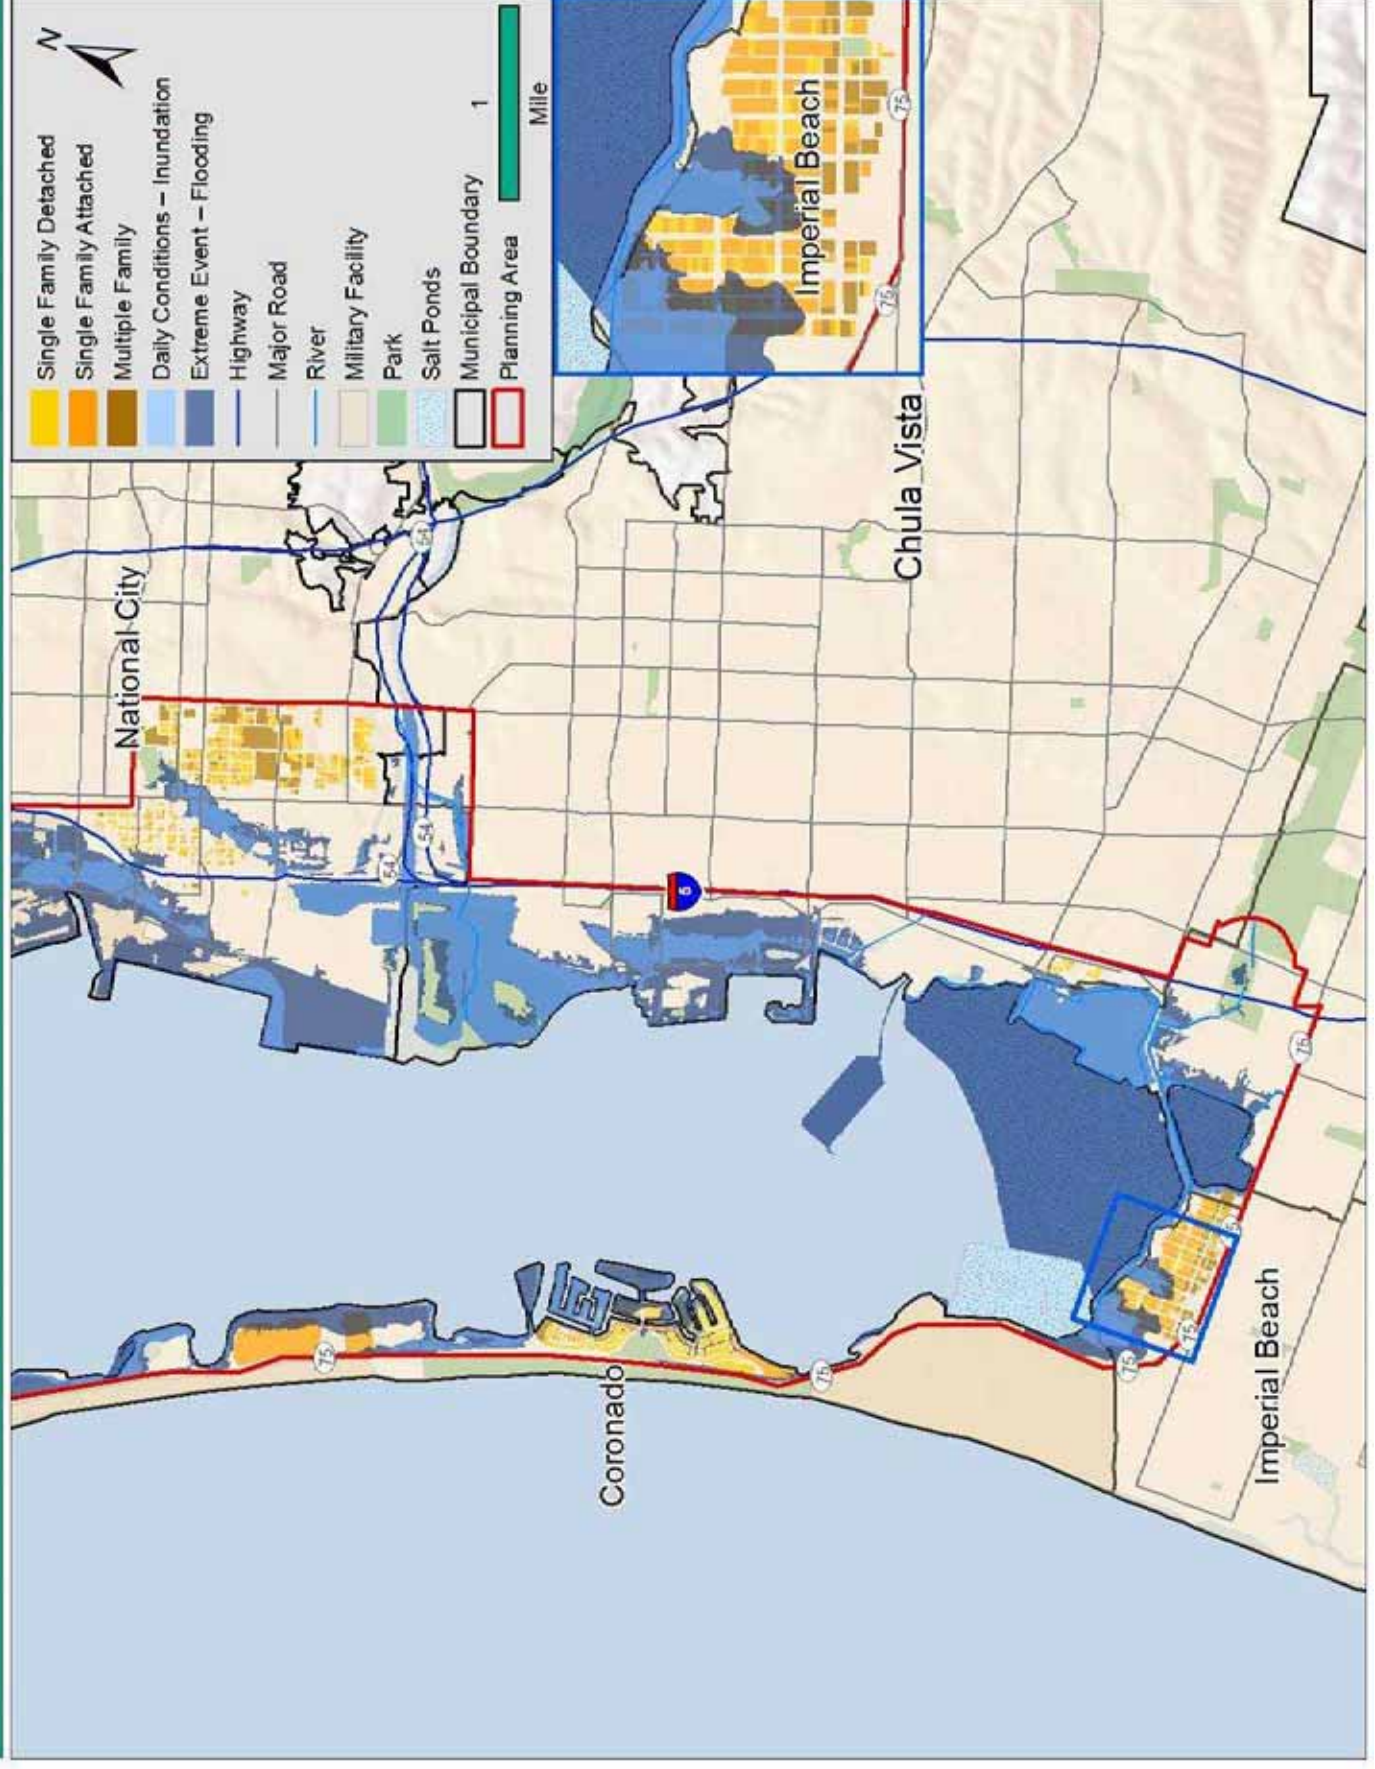 N
Single Family Detached
Single Family Attached
Multiple Family
Daily Conditions – Inundation
Extreme Event – Flooding
Highway
Major Road
River
Military Facility
Park
Salt Ponds
Municipal Boundary
Planning Area
1
Mile
Imperial Beach
75
75
National City
54
54
54
Chula Vista
5
Coronado
75
75
75
75
75
Imperial Beach